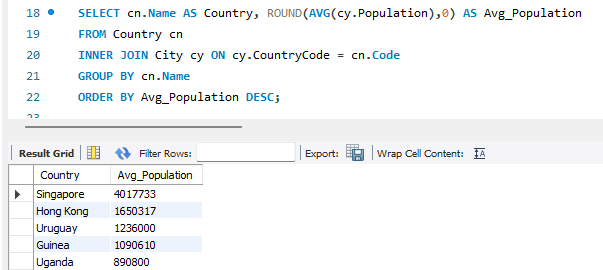 18 SELECT cn.Name AS Country, ROUND(AVG(cy.Population),0) AS Avg_Population
19 FROM Country cn
20 INNER JOIN City cy ON cy.CountryCode = cn.Code
21 GROUP BY cn.Name
22 ORDER BY Avg_Population DESC;
23
Result Grid Filter Rows: Export: Wrap Cell Content: IA
Country Avg_Population
Singapore 4017733
Hong Kong 1650317
Uruguay 1236000
Guinea 1090610
Uganda 890800